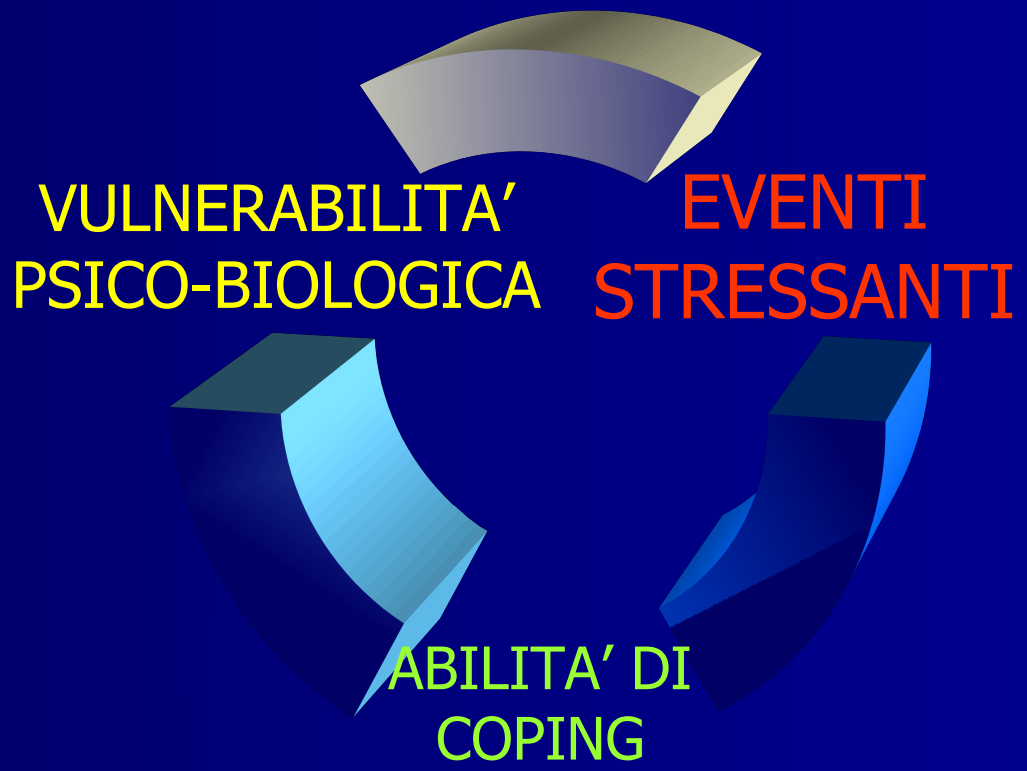 VULNERABILITA’
PSICO-BIOLOGICA
EVENTI
STRESSANTI
ABILITA’ DI
COPING